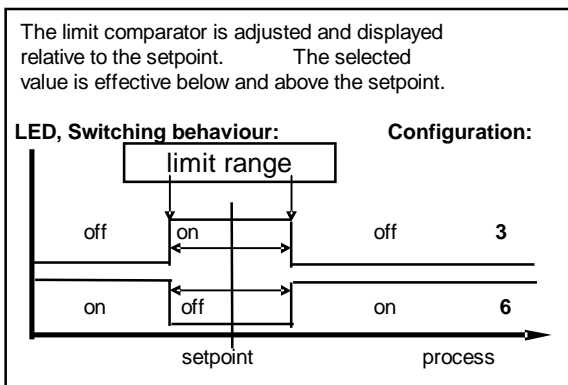 The limit comparator is adjusted and displayed
relative to the setpoint. The selected
value is effective below and above the setpoint.
LED, Switching behaviour: Configuration:
limit range
off on off 3
on off on 6
setpoint process